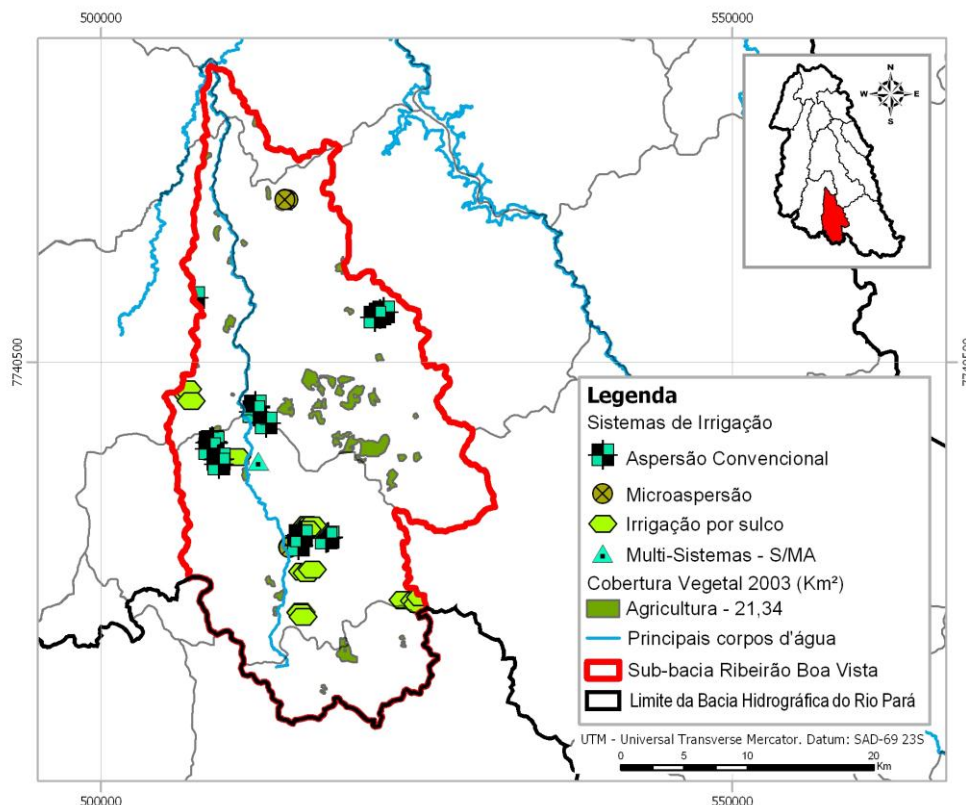 500000
550000
N
W E
S
7740500
7740500
Legenda
Sistemas de Irrigação
Aspersão Convencional
Microaspersão
Irrigação por sulco
Multi-Sistemas - S/MA
Cobertura Vegetal 2003 (Km²)
Agricultura - 21,34
Principais corpos d'água
Sub-bacia Ribeirão Boa Vista
Limite da Bacia Hidrográfica do Rio Pará
UTM - Universal Transverse Mercator. Datum: SAD-69 23S
0 5 10 20
Km
500000
550000